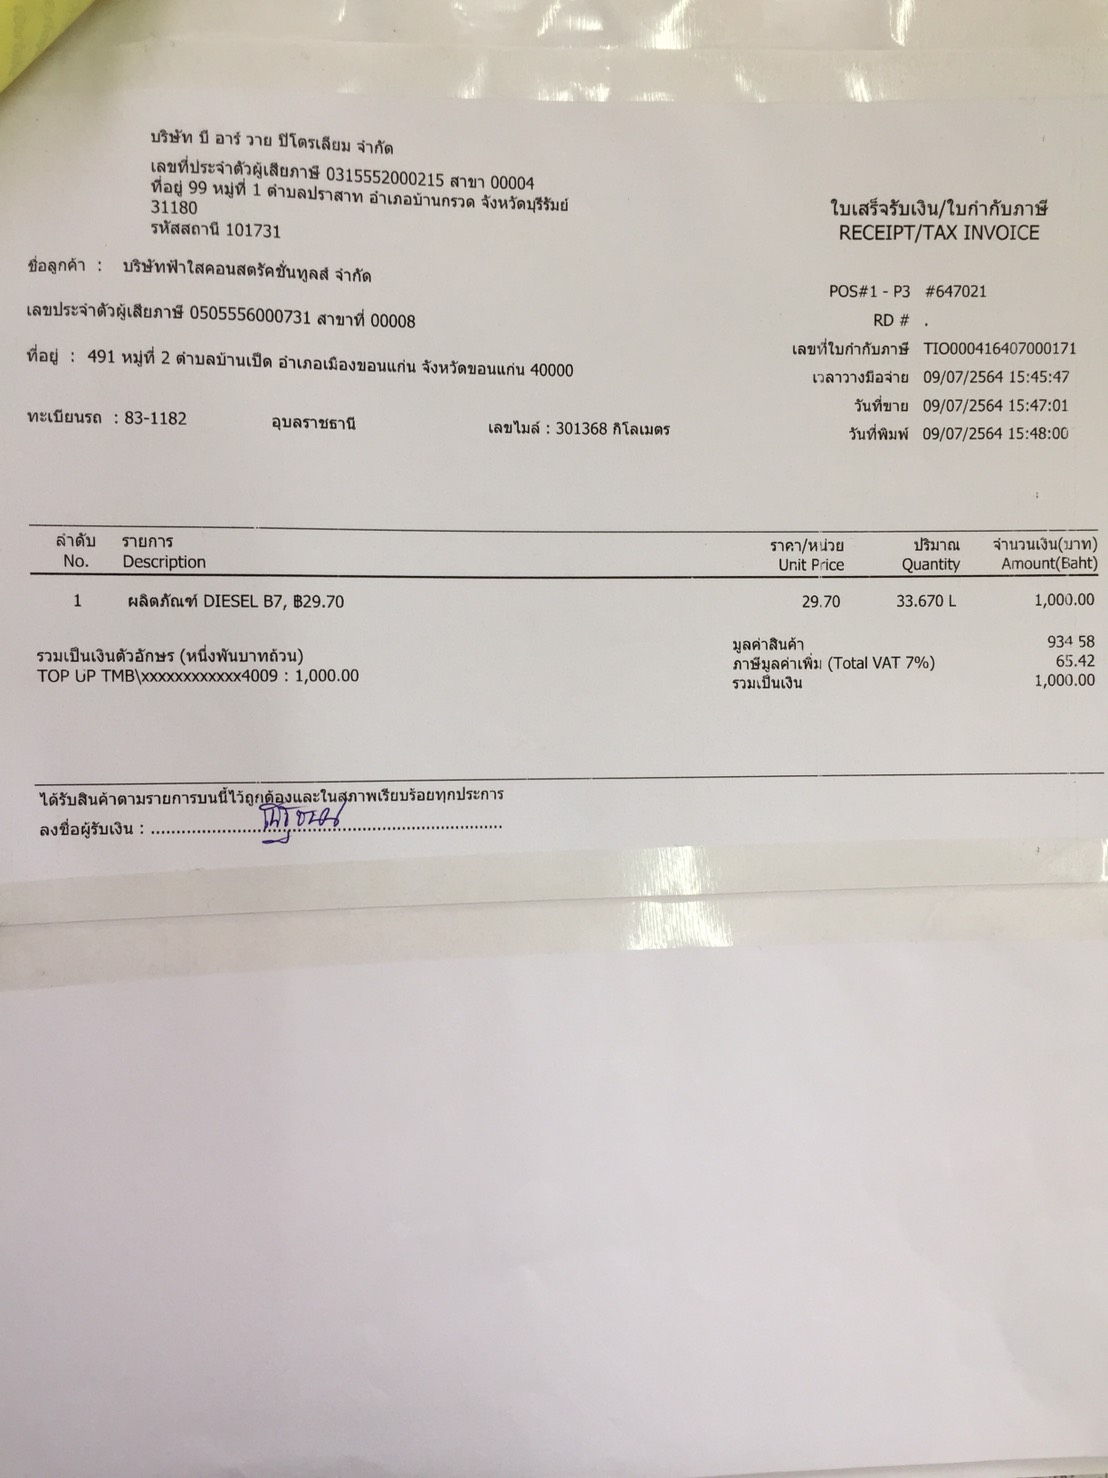 บริษัท บี อาร์ วาย ปิโตรเลียม จำกัด
เลขที่ประจำตัวผู้เสียภาษี 0315552000215 สาขา 00004
ที่อยู่ 99 หมู่ที่ 1 ตำบลปราสาท อำเภอบ้านกรวด จังหวัดบุรีรัมย์
31180
รหัสสถานี 101731
ใบเสร็จรับเงิน/ใบกำกับภาษี
RECEIPT/TAX INVOICE
ชื่อลูกค้า : บริษัทฟ้าใสคอนสตรัคชั่นทูลส์ จำกัด
เลขประจำตัวผู้เสียภาษี 0505556000731 สาขาที่ 00008
ที่อยู่ : 491 หมู่ที่ 2 ตำบลบ้านเป็ด อำเภอเมืองขอนแก่น จังหวัดขอนแก่น 40000
ทะเบียนรถ : 83-1182 อุบลราชธานี เลขไมล์ : 301368 กิโลเมตร
POS#1 - P3 #647021
RD # .
เลขที่ใบกำกับภาษี TIO000416407000171
เวลาวางมือจ่าย 09/07/2564 15:45:47
วันที่ขาย 09/07/2564 15:47:01
วันที่พิมพ์ 09/07/2564 15:48:00
ลำดับ รายการ ราคา/หน่วย ปริมาณ จำนวนเงิน(บาท)
No. Description Unit Price Quantity Amount(Baht)
1 ผลิตภัณฑ์ DIESEL B7, ฿29.70 29.70 33.670 L 1,000.00
มูลค่าสินค้า 934.58
รวมเป็นเงินตัวอักษร (หนึ่งพันบาทถ้วน)
ภาษีมูลค่าเพิ่ม (Total VAT 7%) 65.42
TOP UP TMB\xxxxxxxxxxxx4009 : 1,000.00
รวมเป็นเงิน 1,000.00
ได้รับสินค้าตามรายการบนนี้ไว้ถูกต้องและในสภาพเรียบร้อยทุกประการ
ลงชื่อผู้รับเงิน :